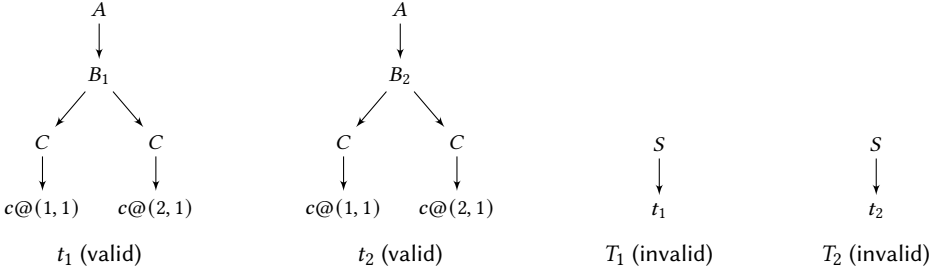 A A
B₁ B₂
C C C C S S
c@(1, 1) c@(2, 1) c@(1, 1) c@(2, 1) t₁ t₂
t₁ (valid) t₂ (valid) T₁ (invalid) T₂ (invalid)